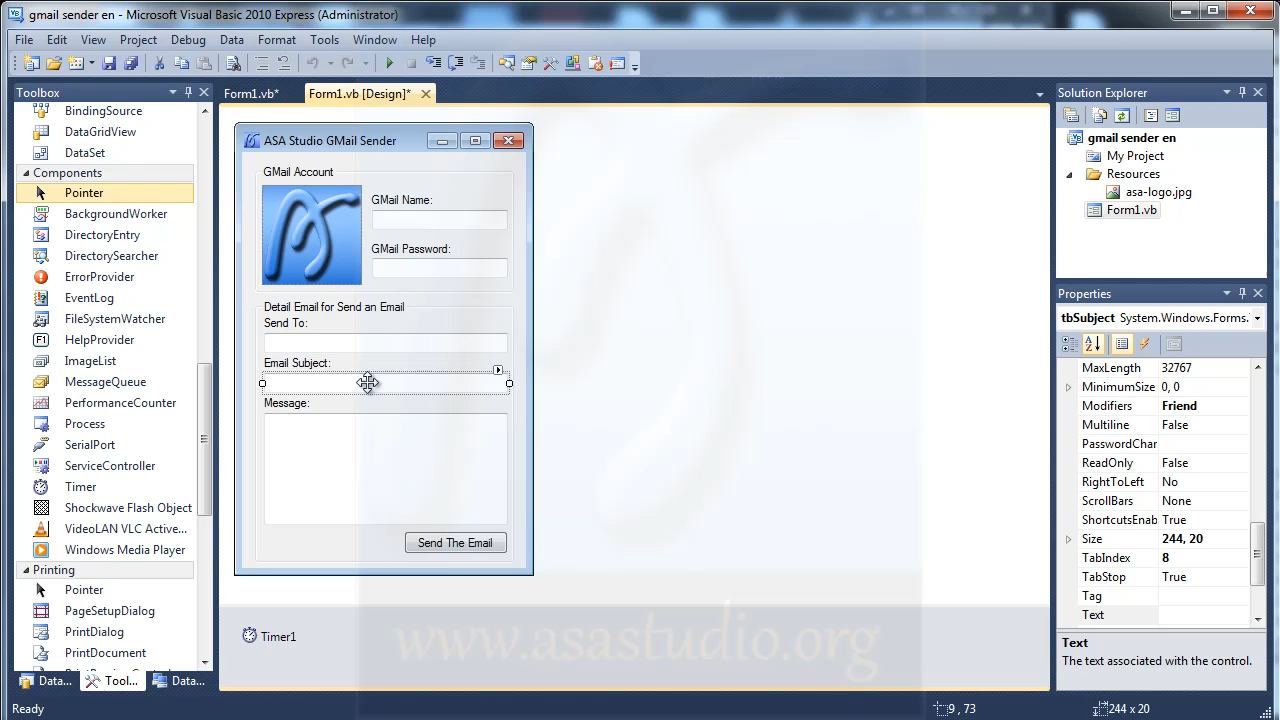 gmail sender en - Microsoft Visual Basic 2010 Express (Administrator)
File Edit View Project Debug Data Format Tools Window Help
Toolbox
Form1.vb*
Form1.vb [Design]*
Solution Explorer
BindingSource
DataGridView
DataSet
Components
Pointer
BackgroundWorker
DirectoryEntry
DirectorySearcher
ErrorProvider
EventLog
FileSystemWatcher
HelpProvider
ImageList
MessageQueue
PerformanceCounter
Process
SerialPort
ServiceController
Timer
Shockwave Flash Object
VideoLAN VLC Active...
Windows Media Player
Printing
Pointer
PageSetupDialog
PrintDialog
PrintDocument
Data... Tool... Data...
ASA Studio GMail Sender
GMail Account
GMail Name:
GMail Password:
Detail Email for Send an Email
Send To:
Email Subject:
Message:
Send The Email
Timer1
www.asastudio.org
gmail sender en
My Project
Resources
asa-logo.jpg
Form1.vb
Properties
tbSubject System.Windows.Forms.
MaxLength 32767
MinimumSize 0, 0
Modifiers Friend
Multiline False
PasswordChar
ReadOnly False
RightToLeft No
ScrollBars None
ShortcutsEnab True
Size 244, 20
TabIndex 8
TabStop True
Tag
Text
Text
The text associated with the control.
Ready
9 , 73
244 x 20